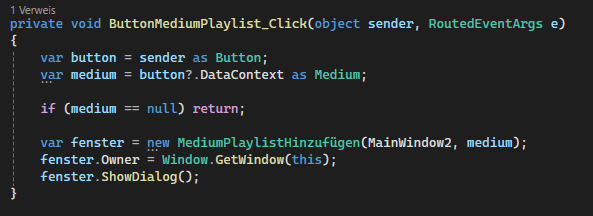 1 Verweis
private void ButtonMediumPlaylist_Click(object sender, RoutedEventArgs e)
{
var button = sender as Button;
var medium = button?.DataContext as Medium;
if (medium == null) return;
var fenster = new MediumPlaylistHinzufügen(MainWindow2, medium);
fenster.Owner = Window.GetWindow(this);
fenster.ShowDialog();
}